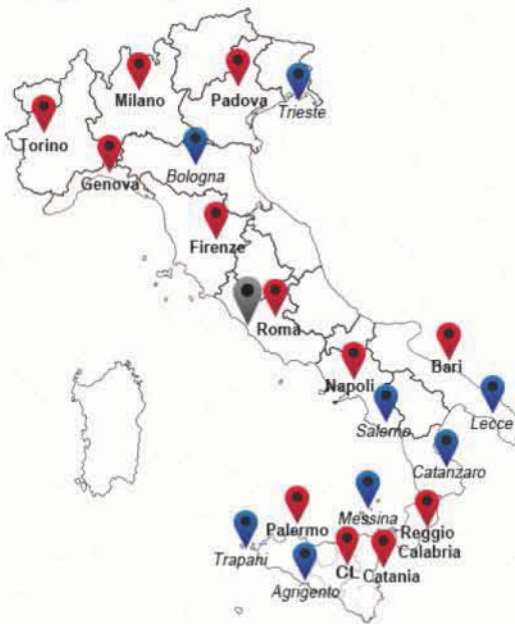 Milano
Padova
Trieste
Torino
Genova
Bologna
Firenze
Roma
Bari
Napoli
Salerno
Lecce
Catanzaro
Messina
Palermo
Reggio
Calabria
Trapani
CL
Catania
Agrigento